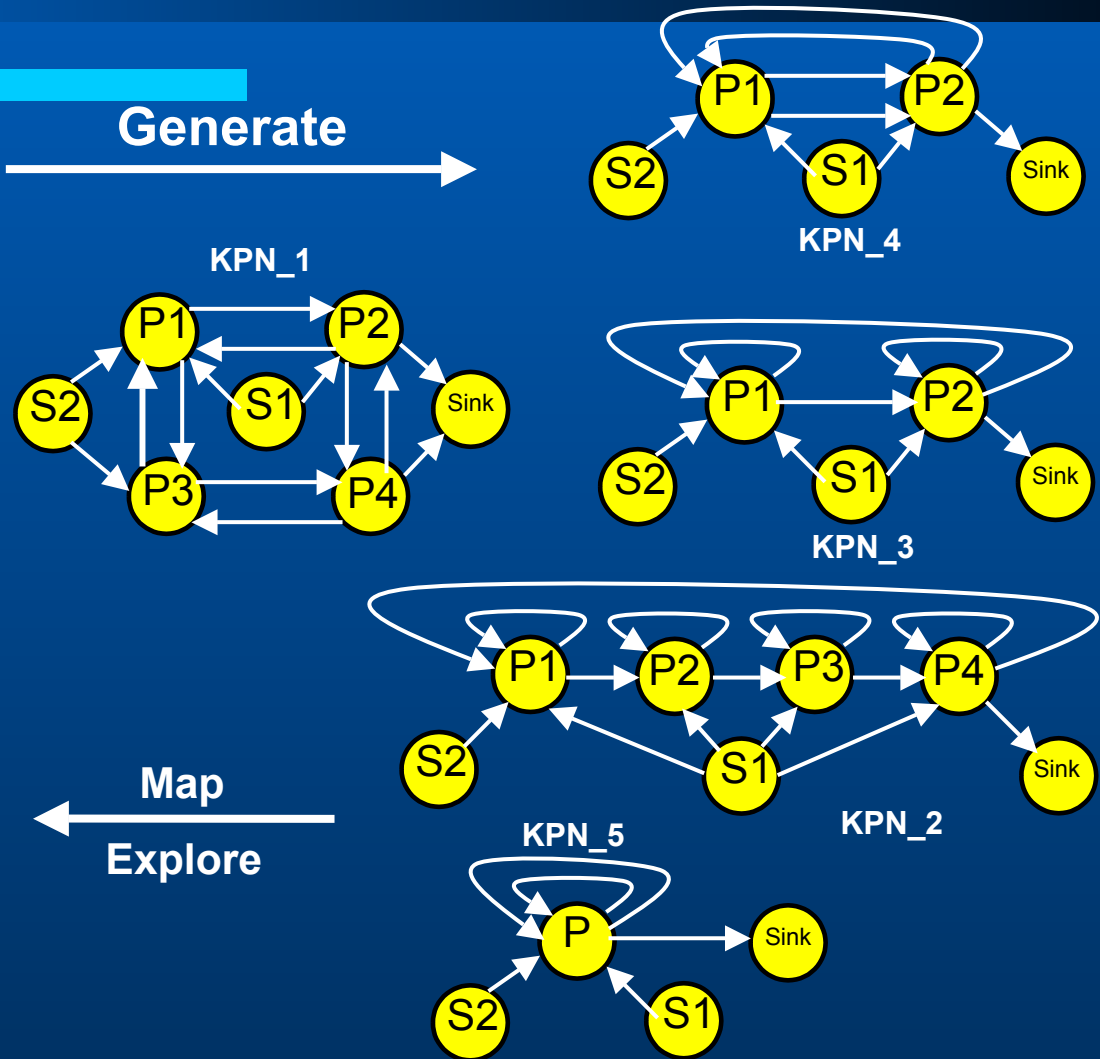 Generate
P1 P2
S2 S1 Sink
KPN_4
KPN_1
P1 P2
S2 S1 Sink
P3 P4
P1 P2
S2 S1 Sink
KPN_3
P1 P2 P3 P4
S2 S1 Sink
KPN_2
Map
Explore
KPN_5
P Sink
S2 S1